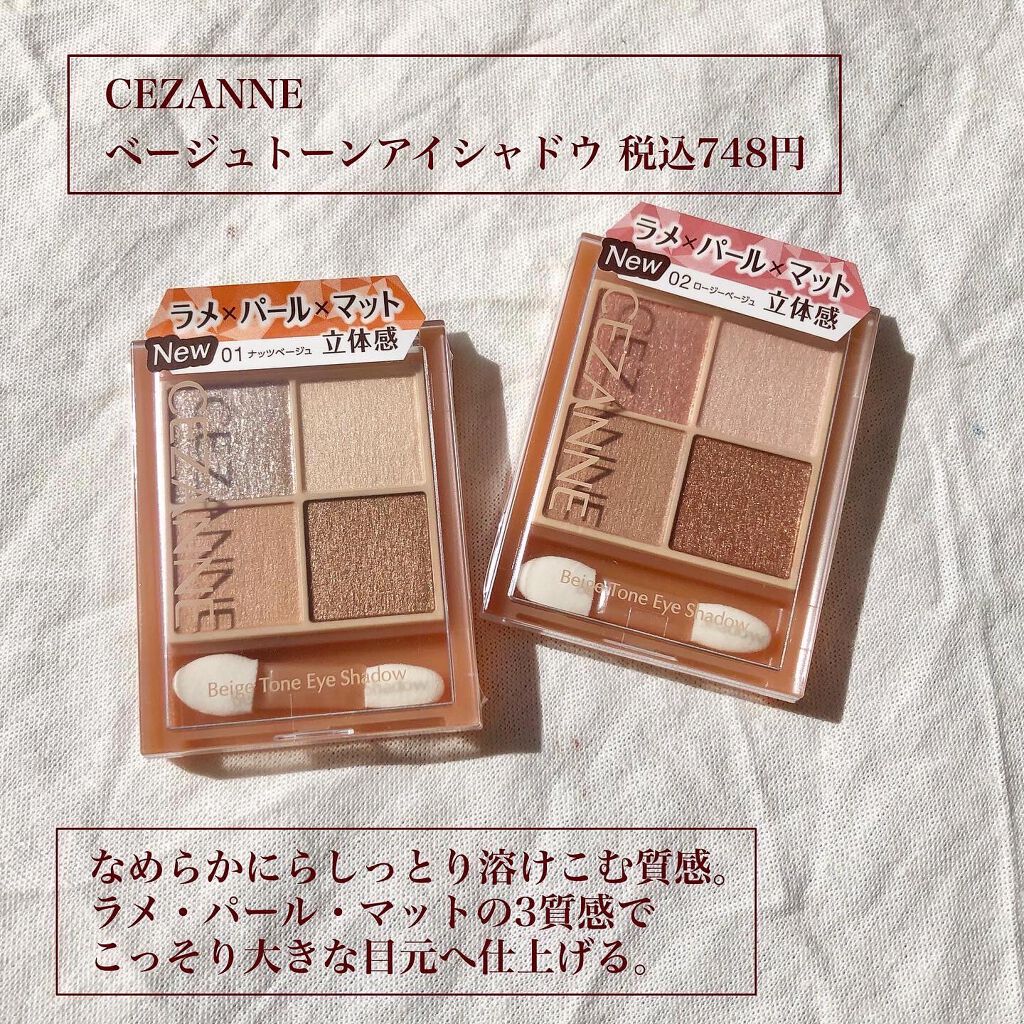 CEZANNE
ベージュトーンアイシャドウ 税込748円
ラメ×パール×マット
New 01 ナッツベージュ 立体感
CEZANNE
Beige Tone Eye Shadow
ラメ×パール×マット
New 02 ロージーベージュ 立体感
CEZANNE
Beige Tone Eye Shadow
なめらかにらしっとり溶けこむ質感。
ラメ・パール・マットの3質感で
こっそり大きな目元へ仕上げる。